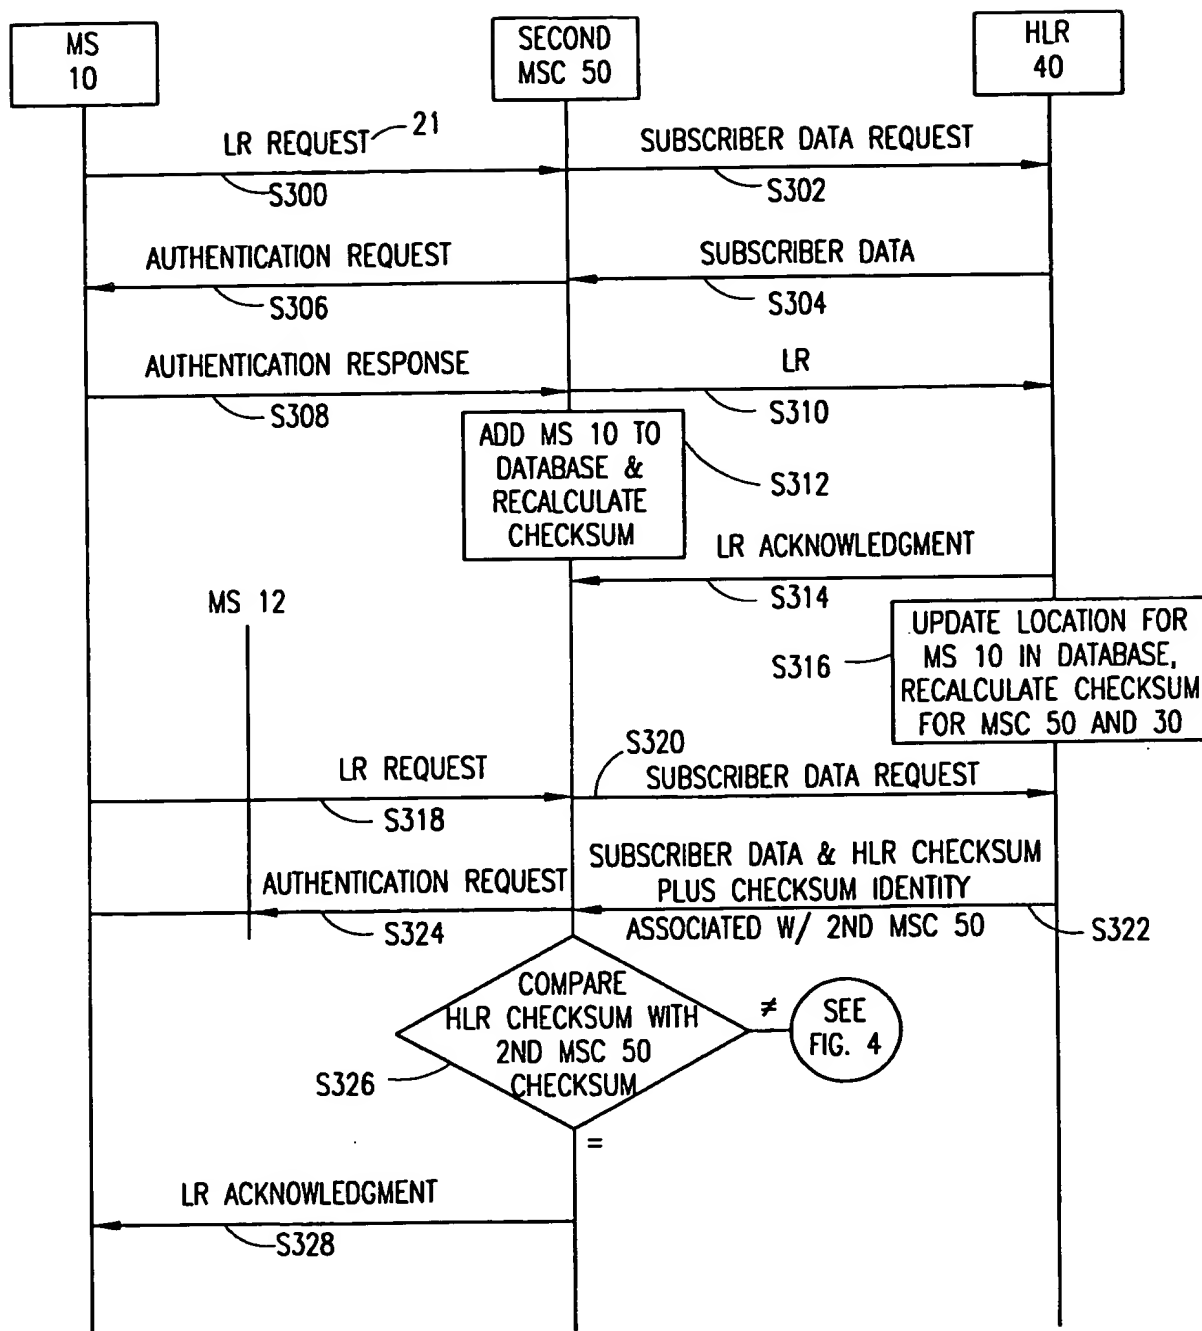 MS
10
SECOND
MSC 50
HLR
40
LR REQUEST 21
S300
SUBSCRIBER DATA REQUEST
S302
AUTHENTICATION REQUEST
S306
SUBSCRIBER DATA
S304
AUTHENTICATION RESPONSE
S308
LR
S310
ADD MS 10 TO
DATABASE &
RECALCULATE
CHECKSUM
S312
LR ACKNOWLEDGMENT
S314
MS 12
UPDATE LOCATION FOR
MS 10 IN DATABASE,
RECALCULATE CHECKSUM
FOR MSC 50 AND 30
S316
LR REQUEST
S318
S320
SUBSCRIBER DATA REQUEST
AUTHENTICATION REQUEST
S324
SUBSCRIBER DATA & HLR CHECKSUM
PLUS CHECKSUM IDENTITY
ASSOCIATED W/ 2ND MSC 50
S322
COMPARE
HLR CHECKSUM WITH
2ND MSC 50
CHECKSUM
S326
≠
SEE
FIG. 4
=
LR ACKNOWLEDGMENT
S328